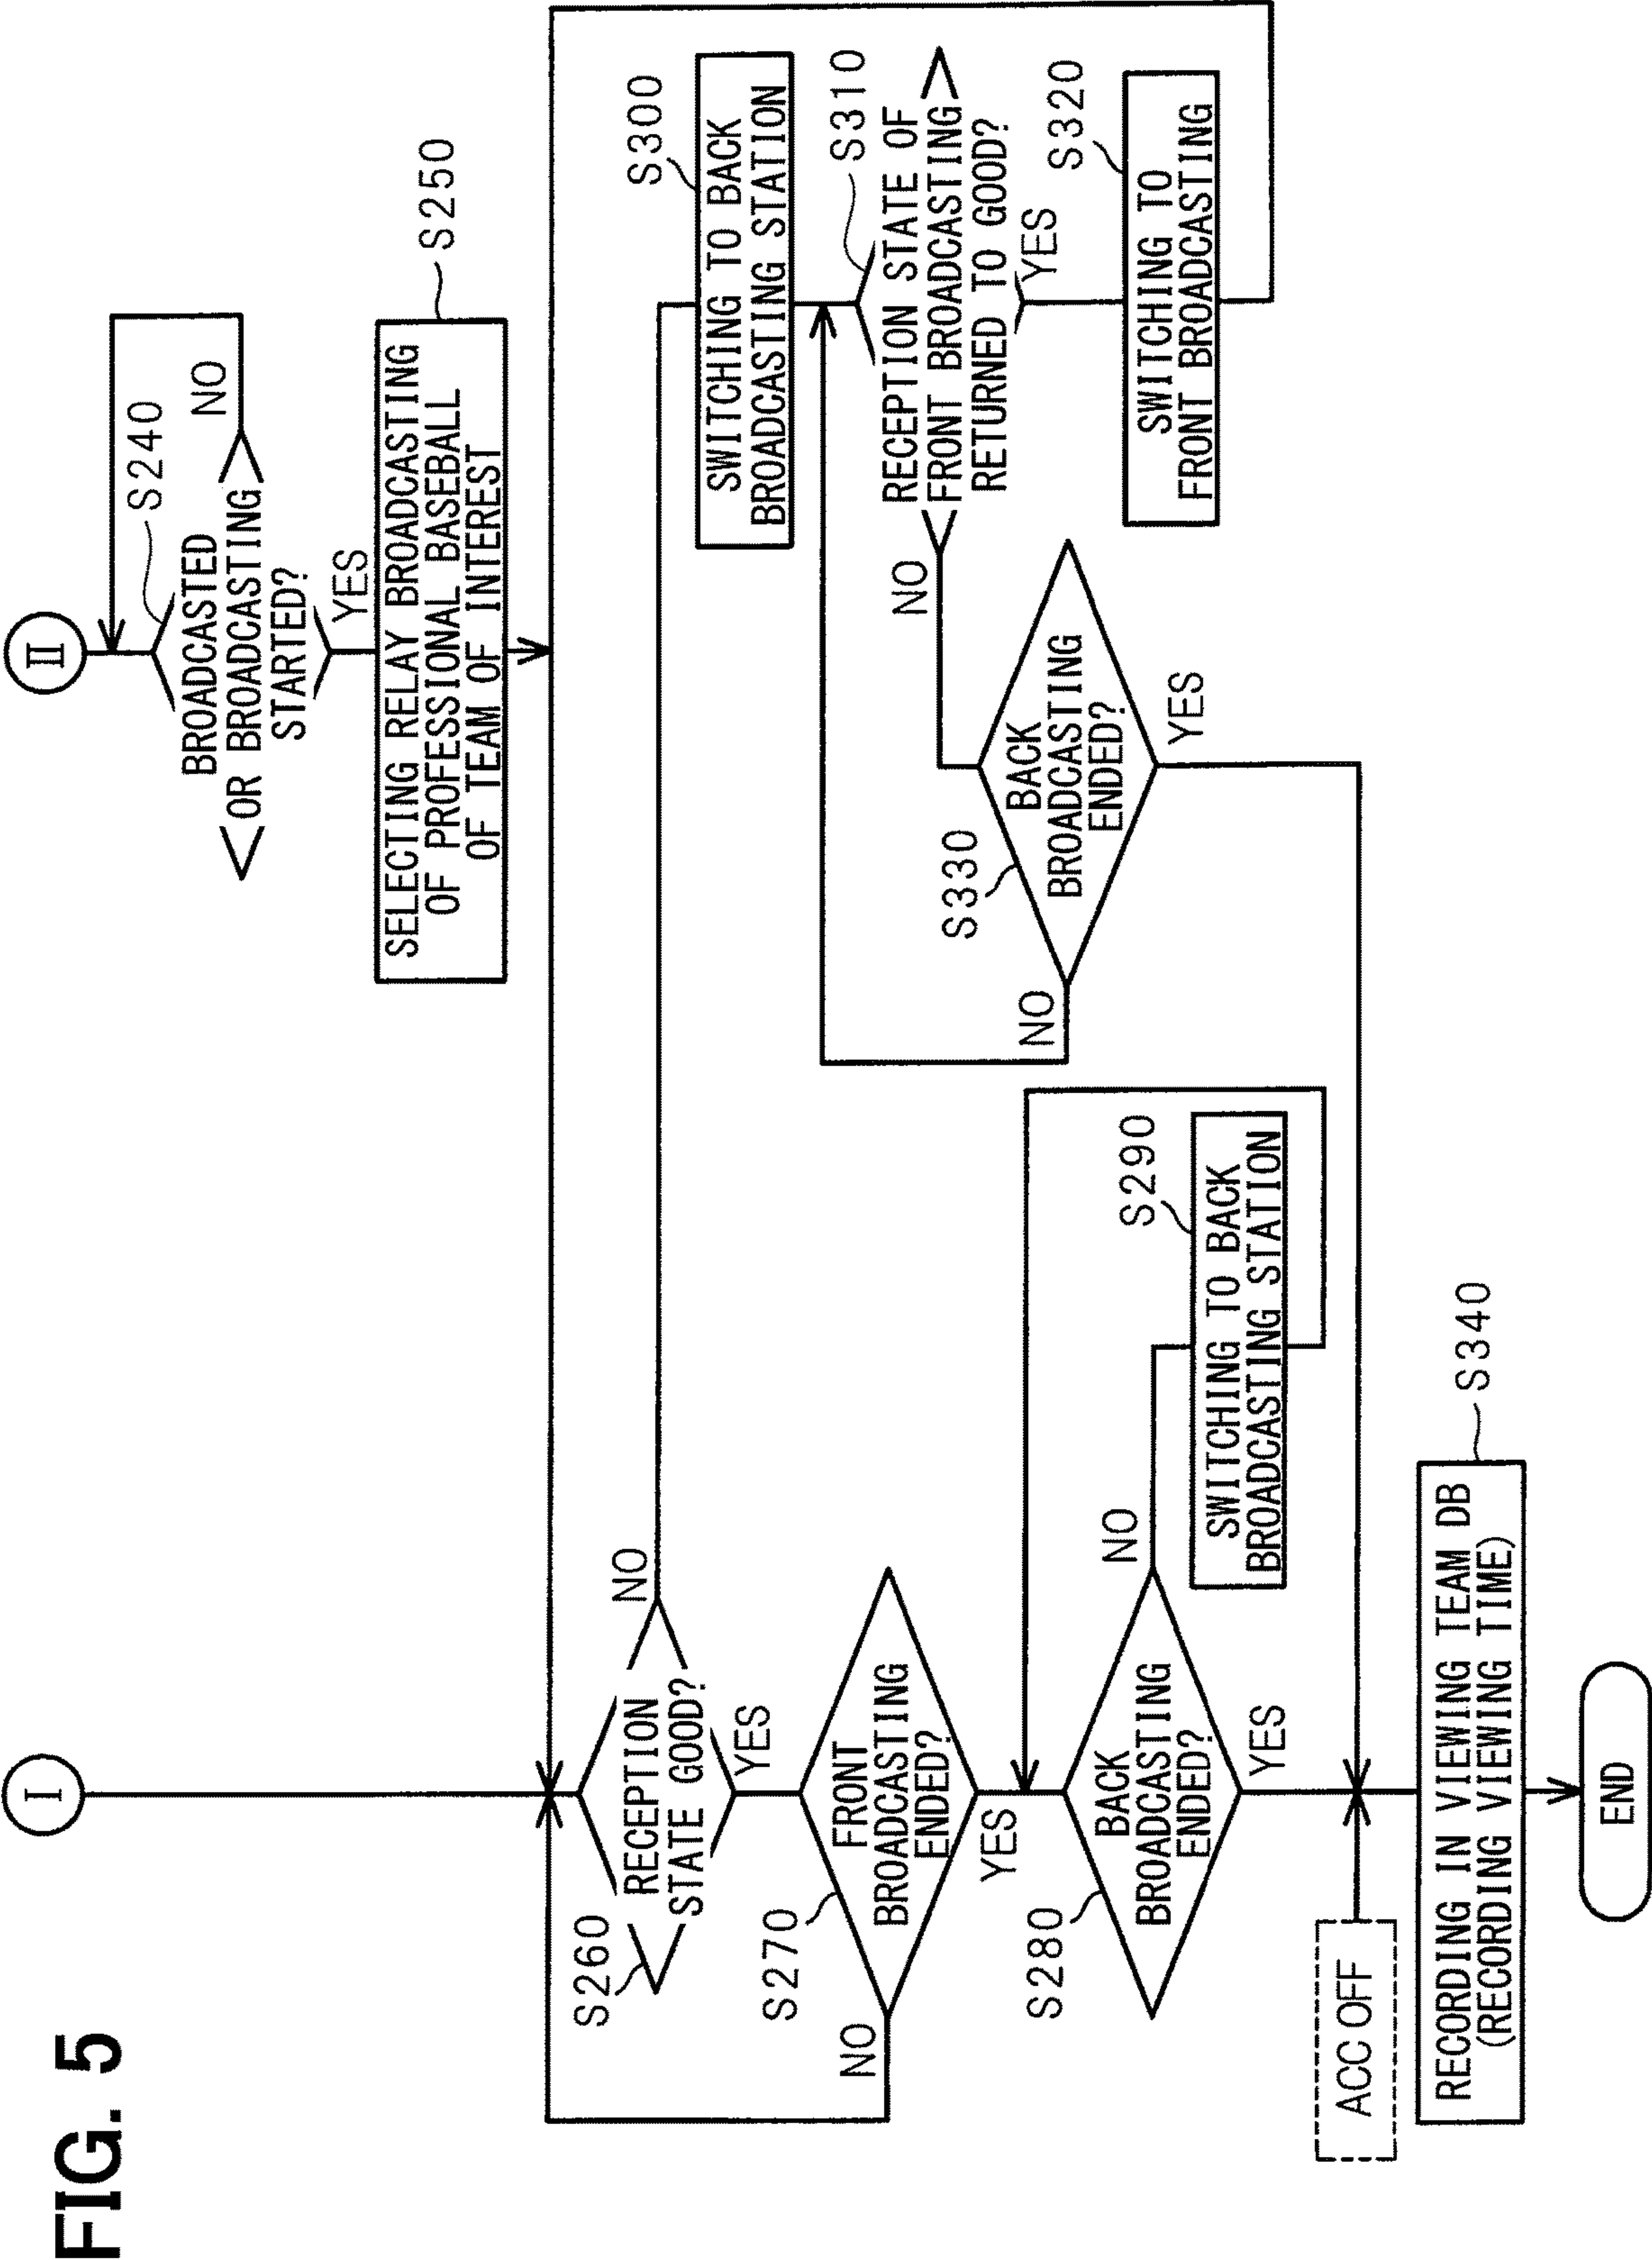 FIG. 5
I
II
S240
BROADCASTED
OR BROADCASTING
STARTED?
NO
YES
S250
SELECTING RELAY BROADCASTING
OF PROFESSIONAL BASEBALL
OF TEAM OF INTEREST
S260
RECEPTION
STATE GOOD?
NO
YES
S270
FRONT
BROADCASTING
ENDED?
NO
YES
S280
BACK
BROADCASTING
ENDED?
NO
YES
S290
SWITCHING TO BACK
BROADCASTING STATION
S300
SWITCHING TO BACK
BROADCASTING STATION
S310
RECEPTION STATE OF
FRONT BROADCASTING
RETURNED TO GOOD?
NO
YES
S320
SWITCHING TO
FRONT BROADCASTING
S330
BACK
BROADCASTING
ENDED?
NO
YES
ACC OFF
S340
RECORDING IN VIEWING TEAM DB
(RECORDING VIEWING TIME)
END